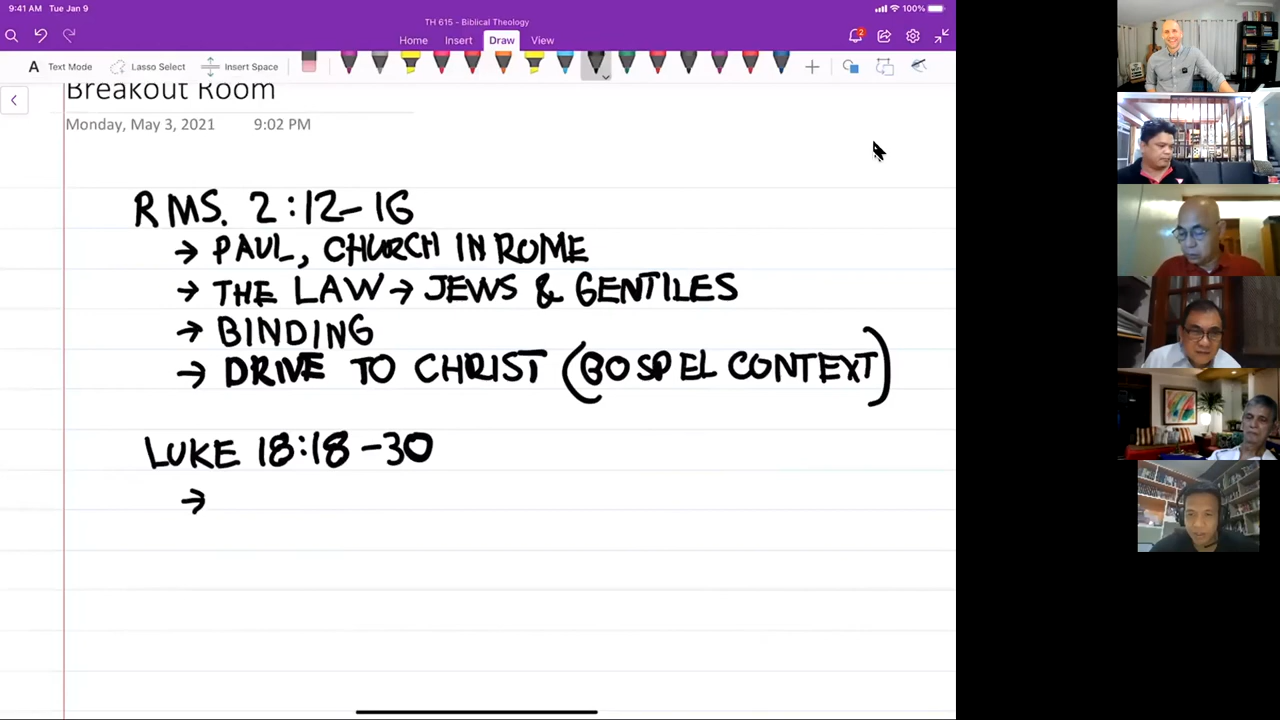 9:41 AM Tue Jan 9
100%
TH 615 - Biblical Theology
Home Insert Draw View
2
A Text Mode Lasso Select Insert Space
Breakout Room
Monday, May 3, 2021 9:02 PM
RMS. 2:12-16
→ PAUL, CHURCH IN ROME
→ THE LAW → JEWS & GENTILES
→ BINDING
→ DRIVE TO CHRIST (GOSPEL CONTEXT)
LUKE 18:18-30
→